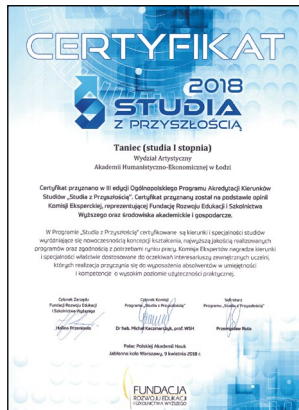 CERTYFIKAT
2018
STUDIA
Z PRZYSZŁOŚCIĄ
Taniec (studia I stopnia)
Wydział Artystyczny
Akademii Humanistyczno-Ekonomicznej w Łodzi
Certyfikat przyznano w III edycji Ogólnopolskiego Programu Akredytacji Kierunków
Studiów „Studia z Przyszłością". Certyfikat przyznany został na podstawie opinii
Komisji Eksperckiej, reprezentującej Fundację Rozwoju Edukacji i Szkolnictwa
Wyższego oraz środowiska akademickie i gospodarcze.
W Programie „Studia z Przyszłością" certyfikowane są kierunki i specjalności studiów
wyróżniające się nowoczesnością koncepcji kształcenia, najwyższą jakością realizowanych
programów oraz zgodnością z potrzebami rynku pracy. Komisja Ekspertów nagradza kierunki
i specjalności właściwie dostosowane do oczekiwań interesariuszy zewnętrznych uczelni,
których realizacja przyczynia się do wyposażenia absolwentów w umiejętności
i kompetencje o wysokim poziomie użyteczności praktycznej.
Członek Zarządu
Fundacji Rozwoju Edukacji
i Szkolnictwa Wyższego
Halina Przemielda
Członek Komisji
Programu „Studia z Przyszłością"
Dr hab. Michał Kaczmarczyk, prof. WSH
Sekretarz
Programu „Studia z Przyszłością"
Przemysław Ruta
Pałac Polskiej Akademii Nauk
Jabłonna koło Warszawy, 9 kwietnia 2018 r.
FUNDACJA
ROZWOJU EDUKACJI
I SZKOLNICTWA WYŻSZEGO